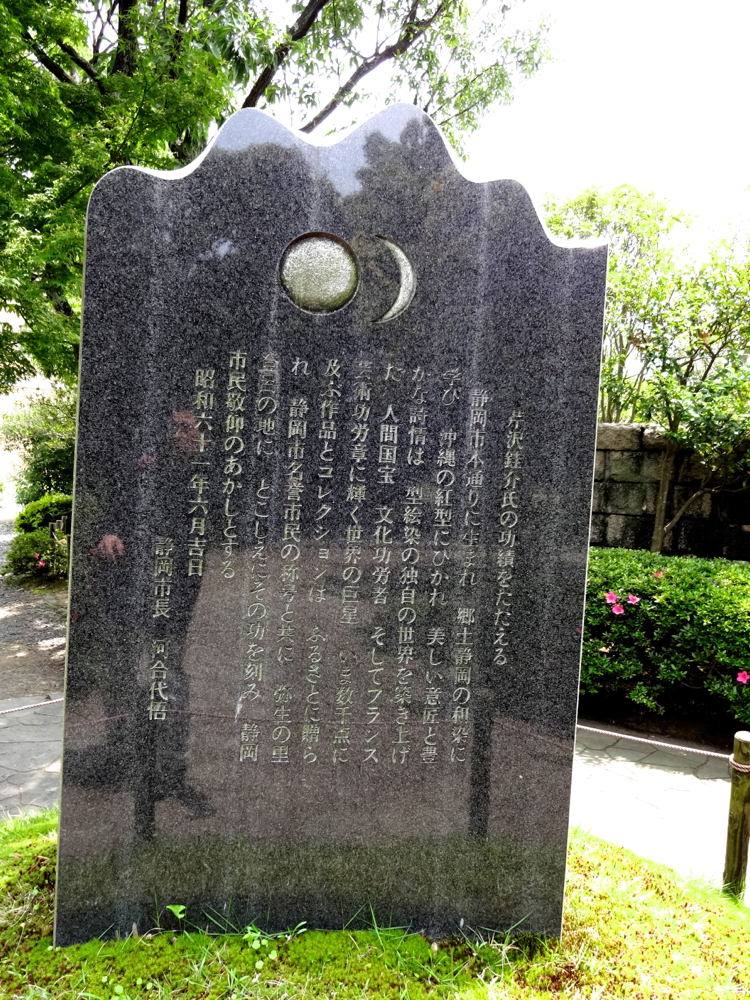 芹沢銈介氏の功績をたたえる
静岡市本通りに生まれ 郷土静岡の和染に
学び 沖縄の紅型にひかれ 美しい意匠と豊
かな詩情は 型絵染の独自の世界を築き上げ
た 人間国宝 文化功労者 そしてフランス
芸術功労章に輝く世界の巨星 いま数千点に
及ぶ作品とコレクションは ふるさとに贈ら
れ 静岡市名誉市民の称号と共に 弥生の里
登呂の地に とこしえにその功を刻み 静岡
市民敬仰のあかしとする
昭和六十一年六月吉日
静岡市長 河合代悟